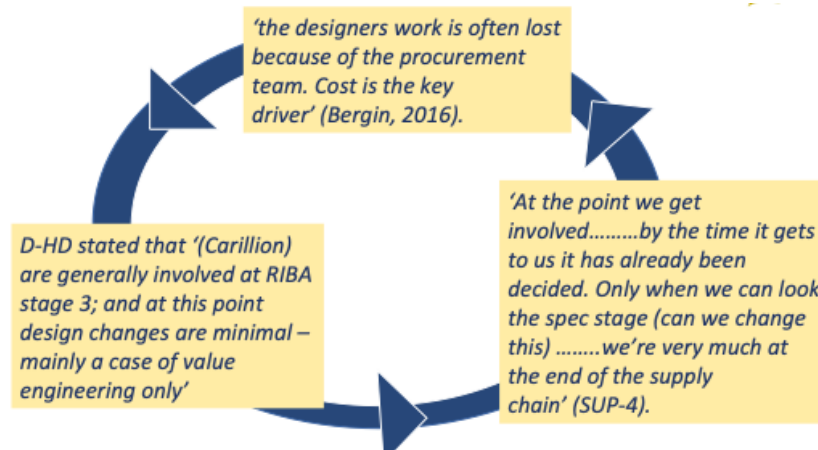 ‘the designers work is often lost
because of the procurement
team. Cost is the key
driver’ (Bergin, 2016).
‘At the point we get
involved………by the time it gets
to us it has already been
decided. Only when we can look
the spec stage (can we change
this) ……..we’re very much at
the end of the supply
chain’ (SUP-4).
D-HD stated that ‘(Carillion)
are generally involved at RIBA
stage 3; and at this point
design changes are minimal –
mainly a case of value
engineering only’